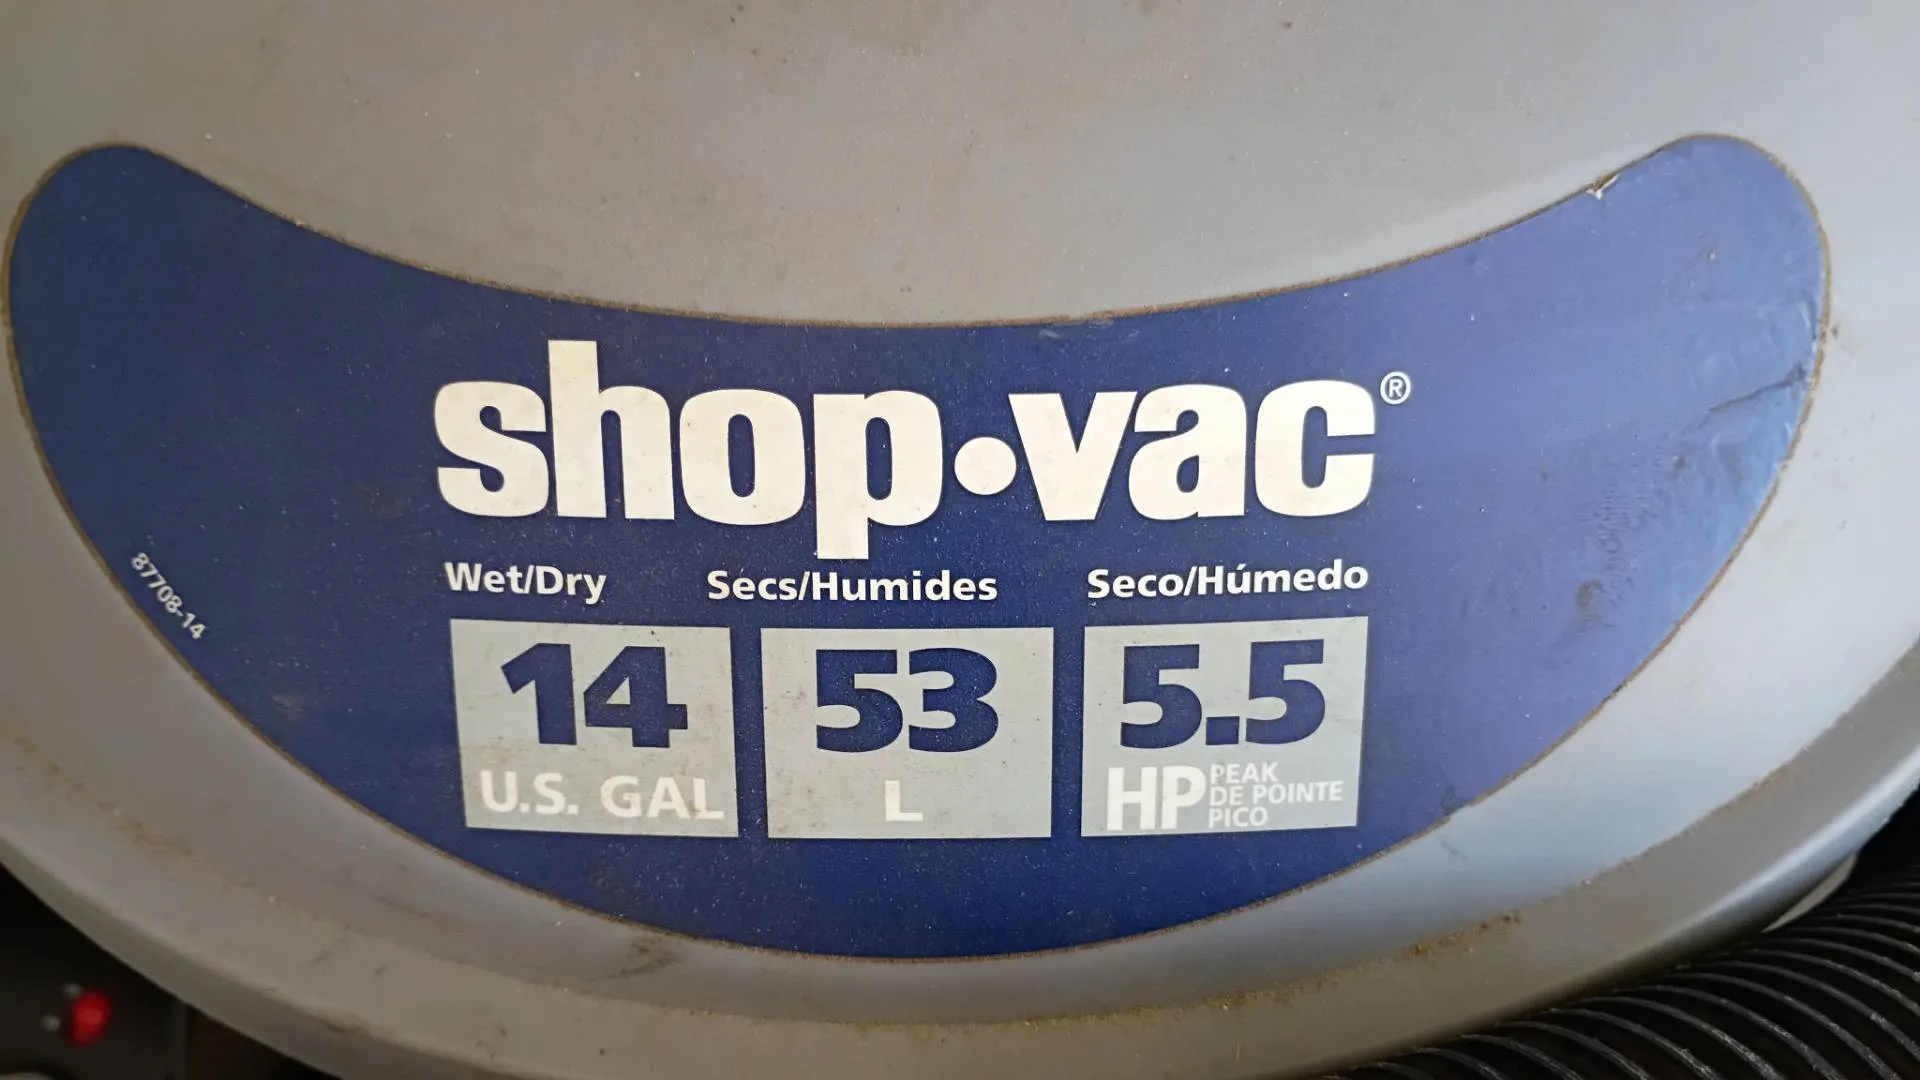 shop•vac®
Wet/Dry Secs/Humides Seco/Húmedo
14 53 5.5
U.S. GAL L HP PEAK
DE POINTE
PICO
87708-14